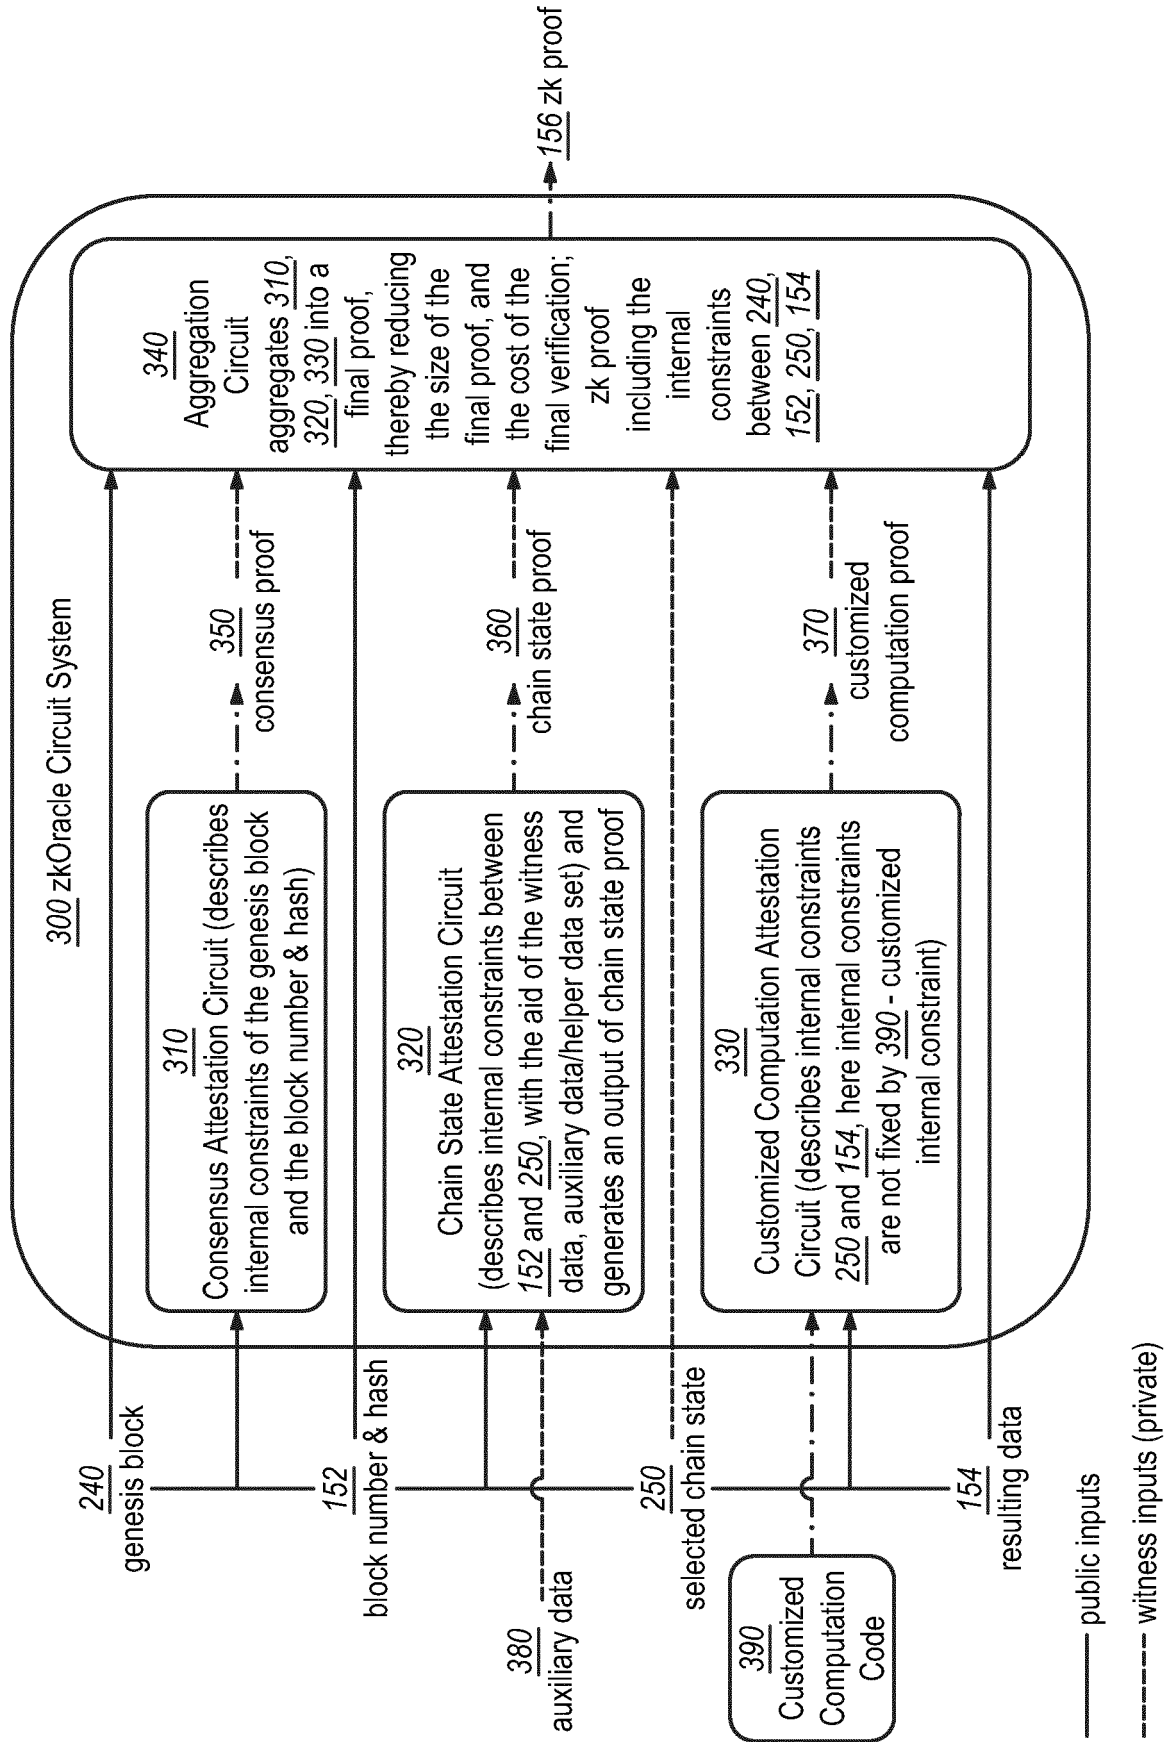 300 zkOracle Circuit System
240
genesis block
152
block number & hash
380
auxiliary data
250
selected chain state
390
Customized
Computation
Code
154
resulting data
310
Consensus Attestation Circuit (describes
internal constraints of the genesis block
and the block number & hash)
320
Chain State Attestation Circuit
(describes internal constraints between
152 and 250, with the aid of the witness
data, auxiliary data/helper data set) and
generates an output of chain state proof
330
Customized Computation Attestation
Circuit (describes internal constraints
250 and 154, here internal constraints
are not fixed by 390 - customized
internal constraint)
350
consensus proof
360
chain state proof
370
customized
computation proof
340
Aggregation
Circuit
aggregates 310,
320, 330 into a
final proof,
thereby reducing
the size of the
final proof, and
the cost of the
final verification;
zk proof
including the
internal
constraints
between 240,
152, 250, 154
156 zk proof
public inputs
witness inputs (private)